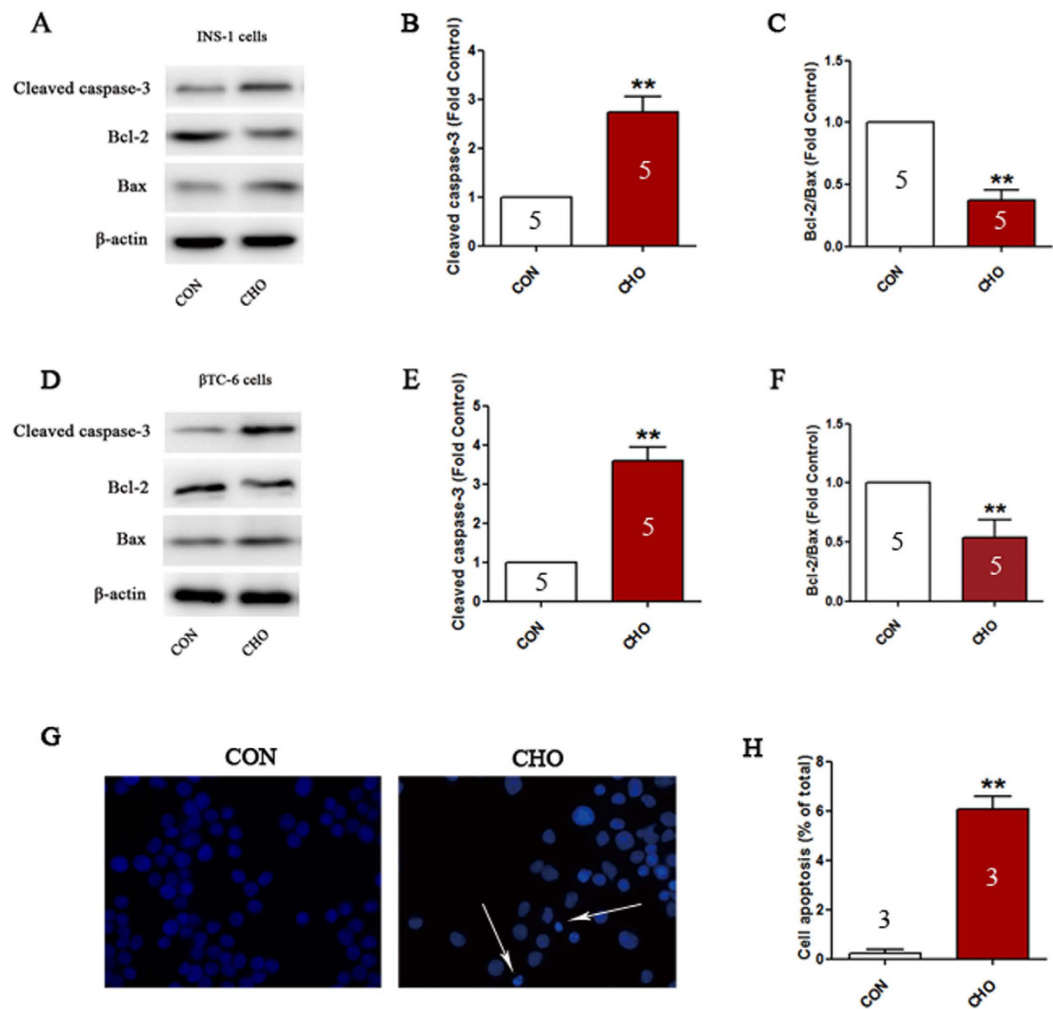 A
INS-1 cells
Cleaved caspase-3
Bcl-2
Bax
β-actin
CON
CHO
B
Cleaved caspase-3 (Fold Control)
4
3
2
1
0
**
5
5
CON
CHO
C
Bcl-2/Bax (Fold Control)
1.5
1.0
0.5
0.0
**
5
5
CON
CHO
D
βTC-6 cells
Cleaved caspase-3
Bcl-2
Bax
β-actin
CON
CHO
E
Cleaved caspase-3 (Fold Control)
5
4
3
2
1
0
**
5
5
CON
CHO
F
Bcl-2/Bax (Fold Control)
1.5
1.0
0.5
0.0
**
5
5
CON
CHO
G
CON
CHO
H
Cell apoptosis (% of total)
8
6
4
2
0
**
3
3
CON
CHO